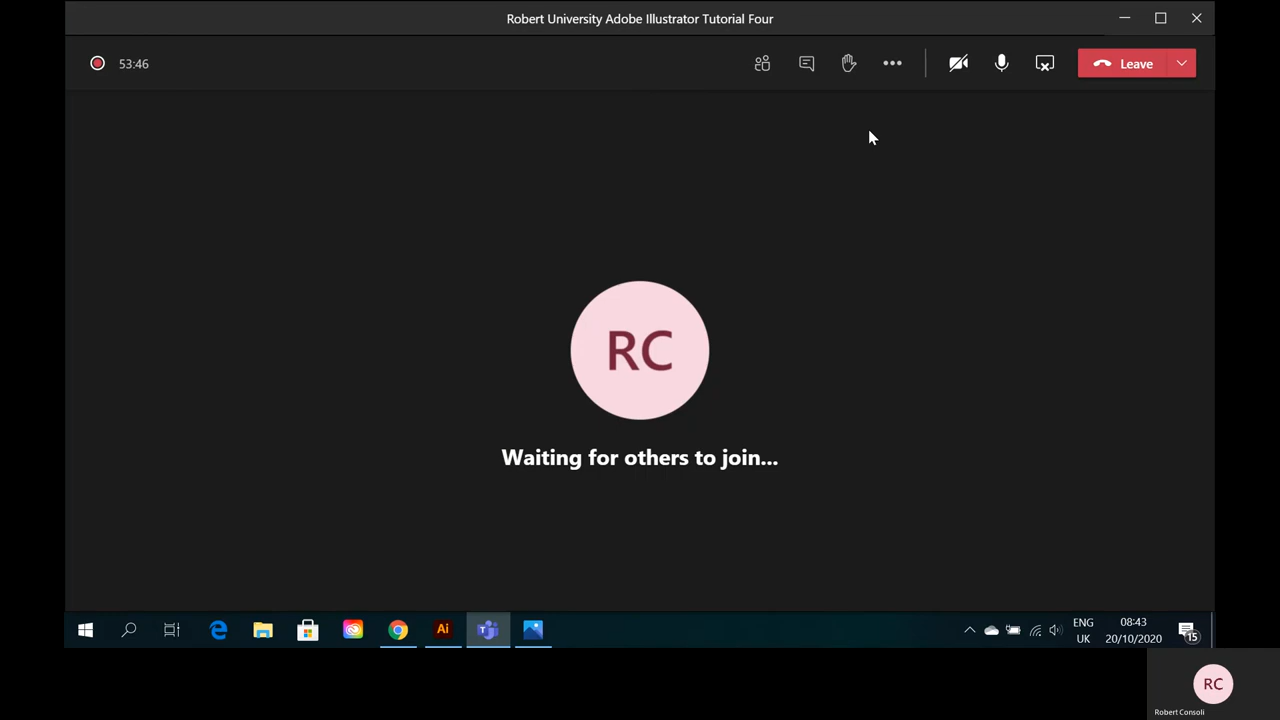 Robert University Adobe Illustrator Tutorial Four
53:46
Leave
RC
Waiting for others to join...
Ai
T
ENG
UK
08:43
20/10/2020
15
RC
Robert Consoli